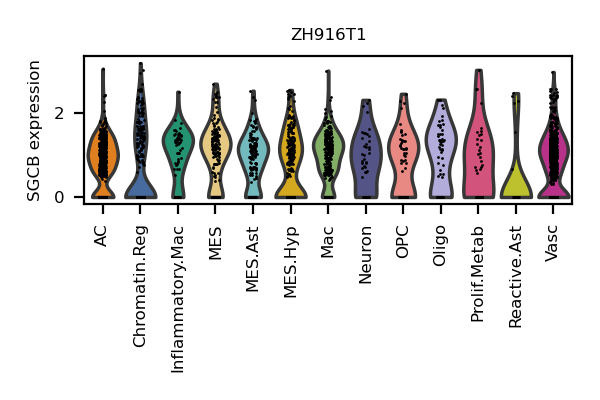 ZH916T1
SGCB expression
2
0
AC
Chromatin.Reg
Inflammatory.Mac
MES
MES.Ast
MES.Hyp
Mac
Neuron
OPC
Oligo
Prolif.Metab
Reactive.Ast
Vasc